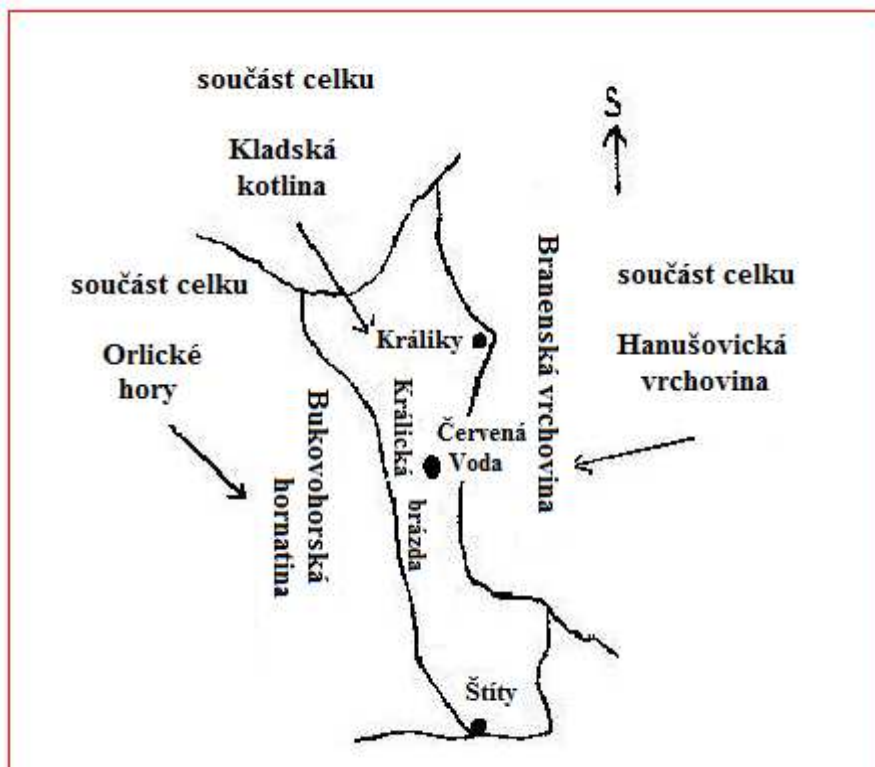 součást celku
Kladská
kotlina
S
součást celku
Orlické
hory
součást celku
Hanušovická
vrchovina
Branenská vrchovina
Králíky
Bukovohorská
hornatina
Králická
brázda
Červená
Voda
Štíty